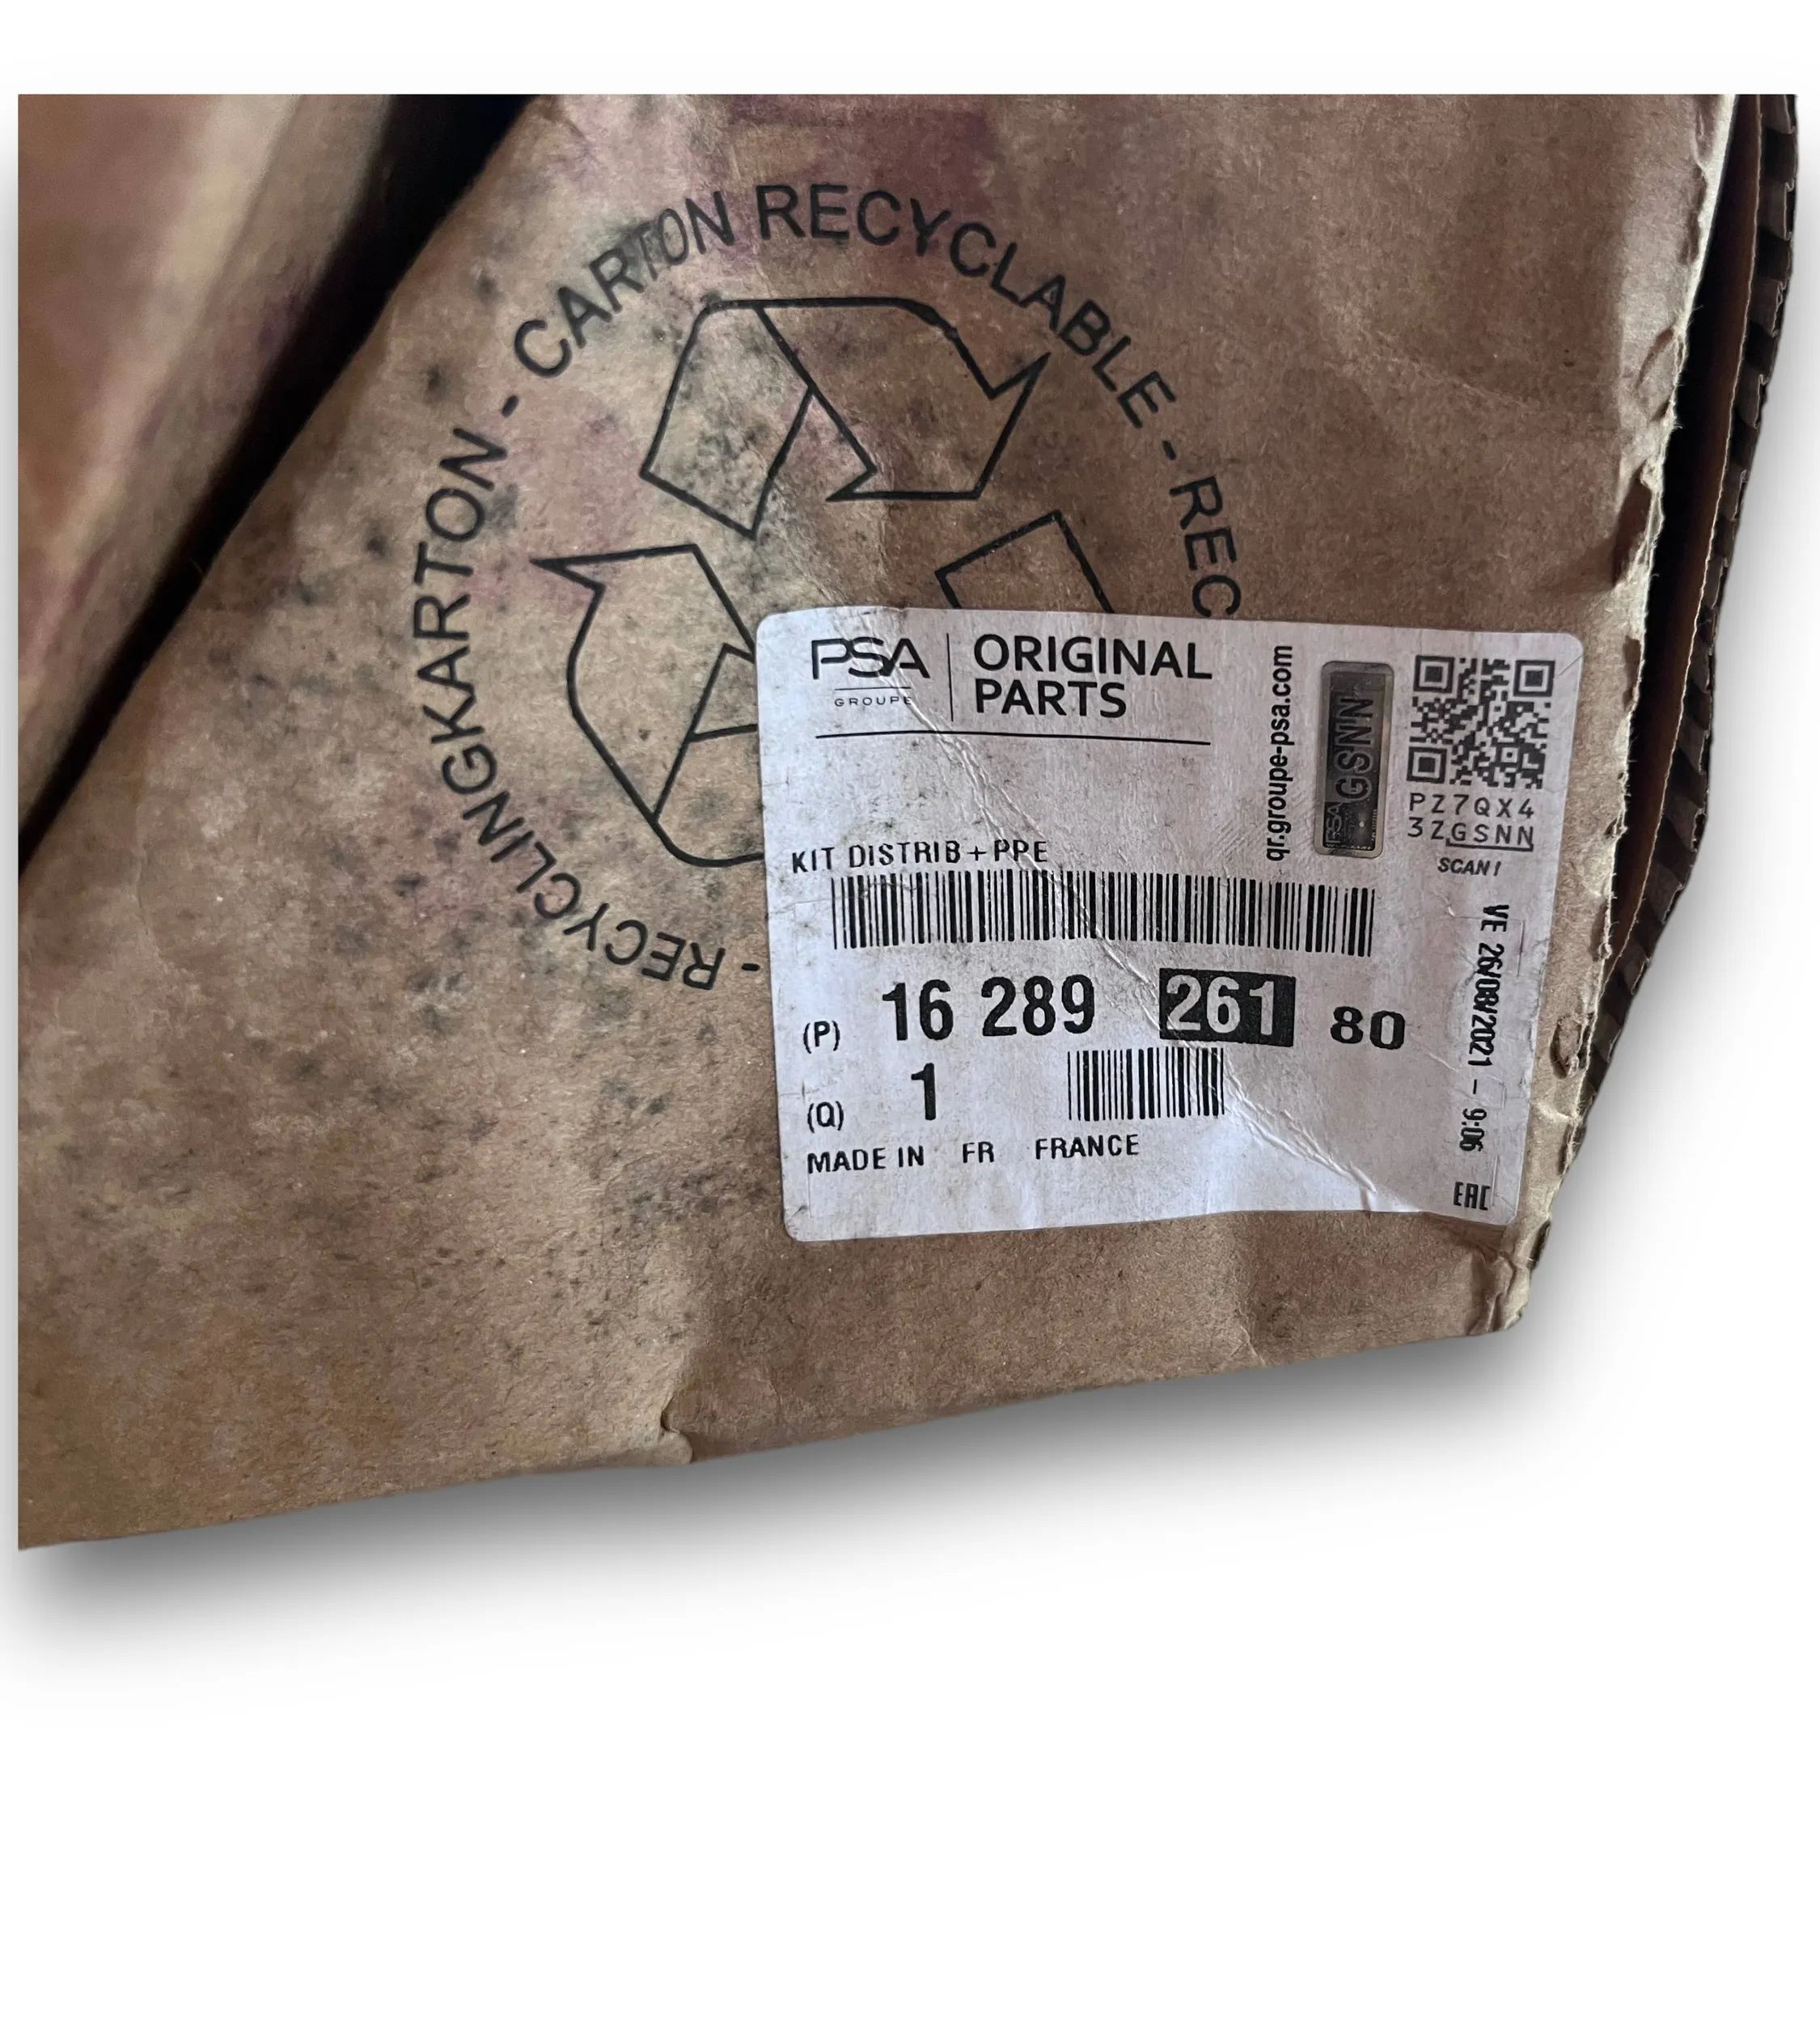 RECYCLINGKARTON - CARTON RECYCLABLE - REC
PSA
GROUPE
ORIGINAL
PARTS
qr.groupe-psa.com
PSA GSNN
PZ7QX4
3ZGSNN
SCAN!
KIT DISTRIB+PPE
(P) 16 289 261 80
(Q) 1
MADE IN FR FRANCE
VE 26/08/2021 - 9:06
EAC